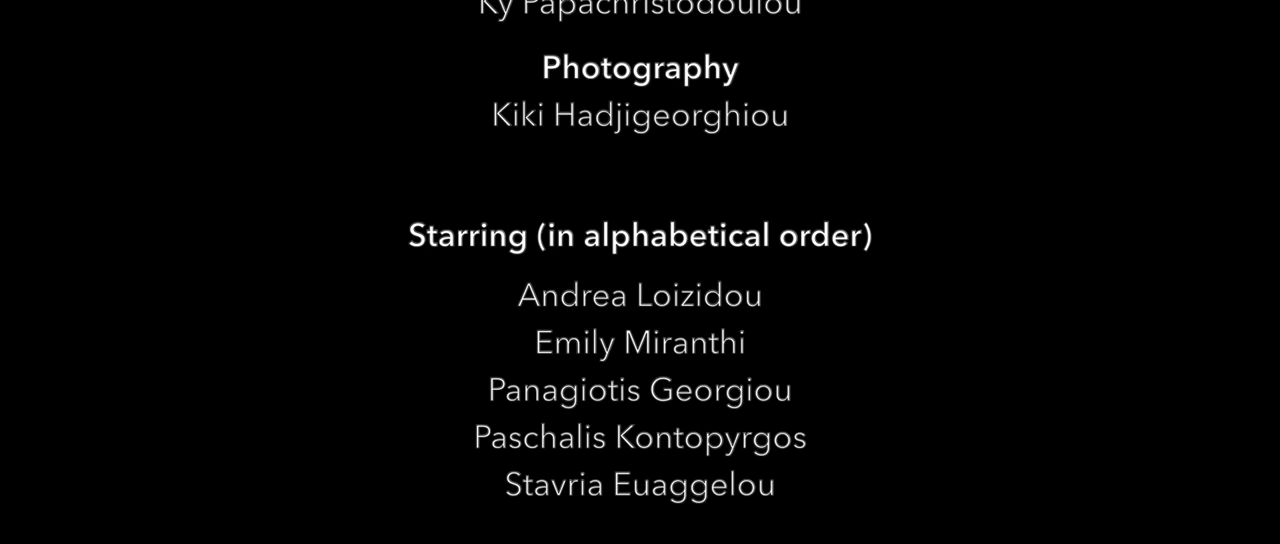 Ky Papachristodoulou
Photography
Kiki Hadjigeorghiou
Starring (in alphabetical order)
Andrea Loizidou
Emily Miranthi
Panagiotis Georgiou
Paschalis Kontopyrgos
Stavria Euaggelou